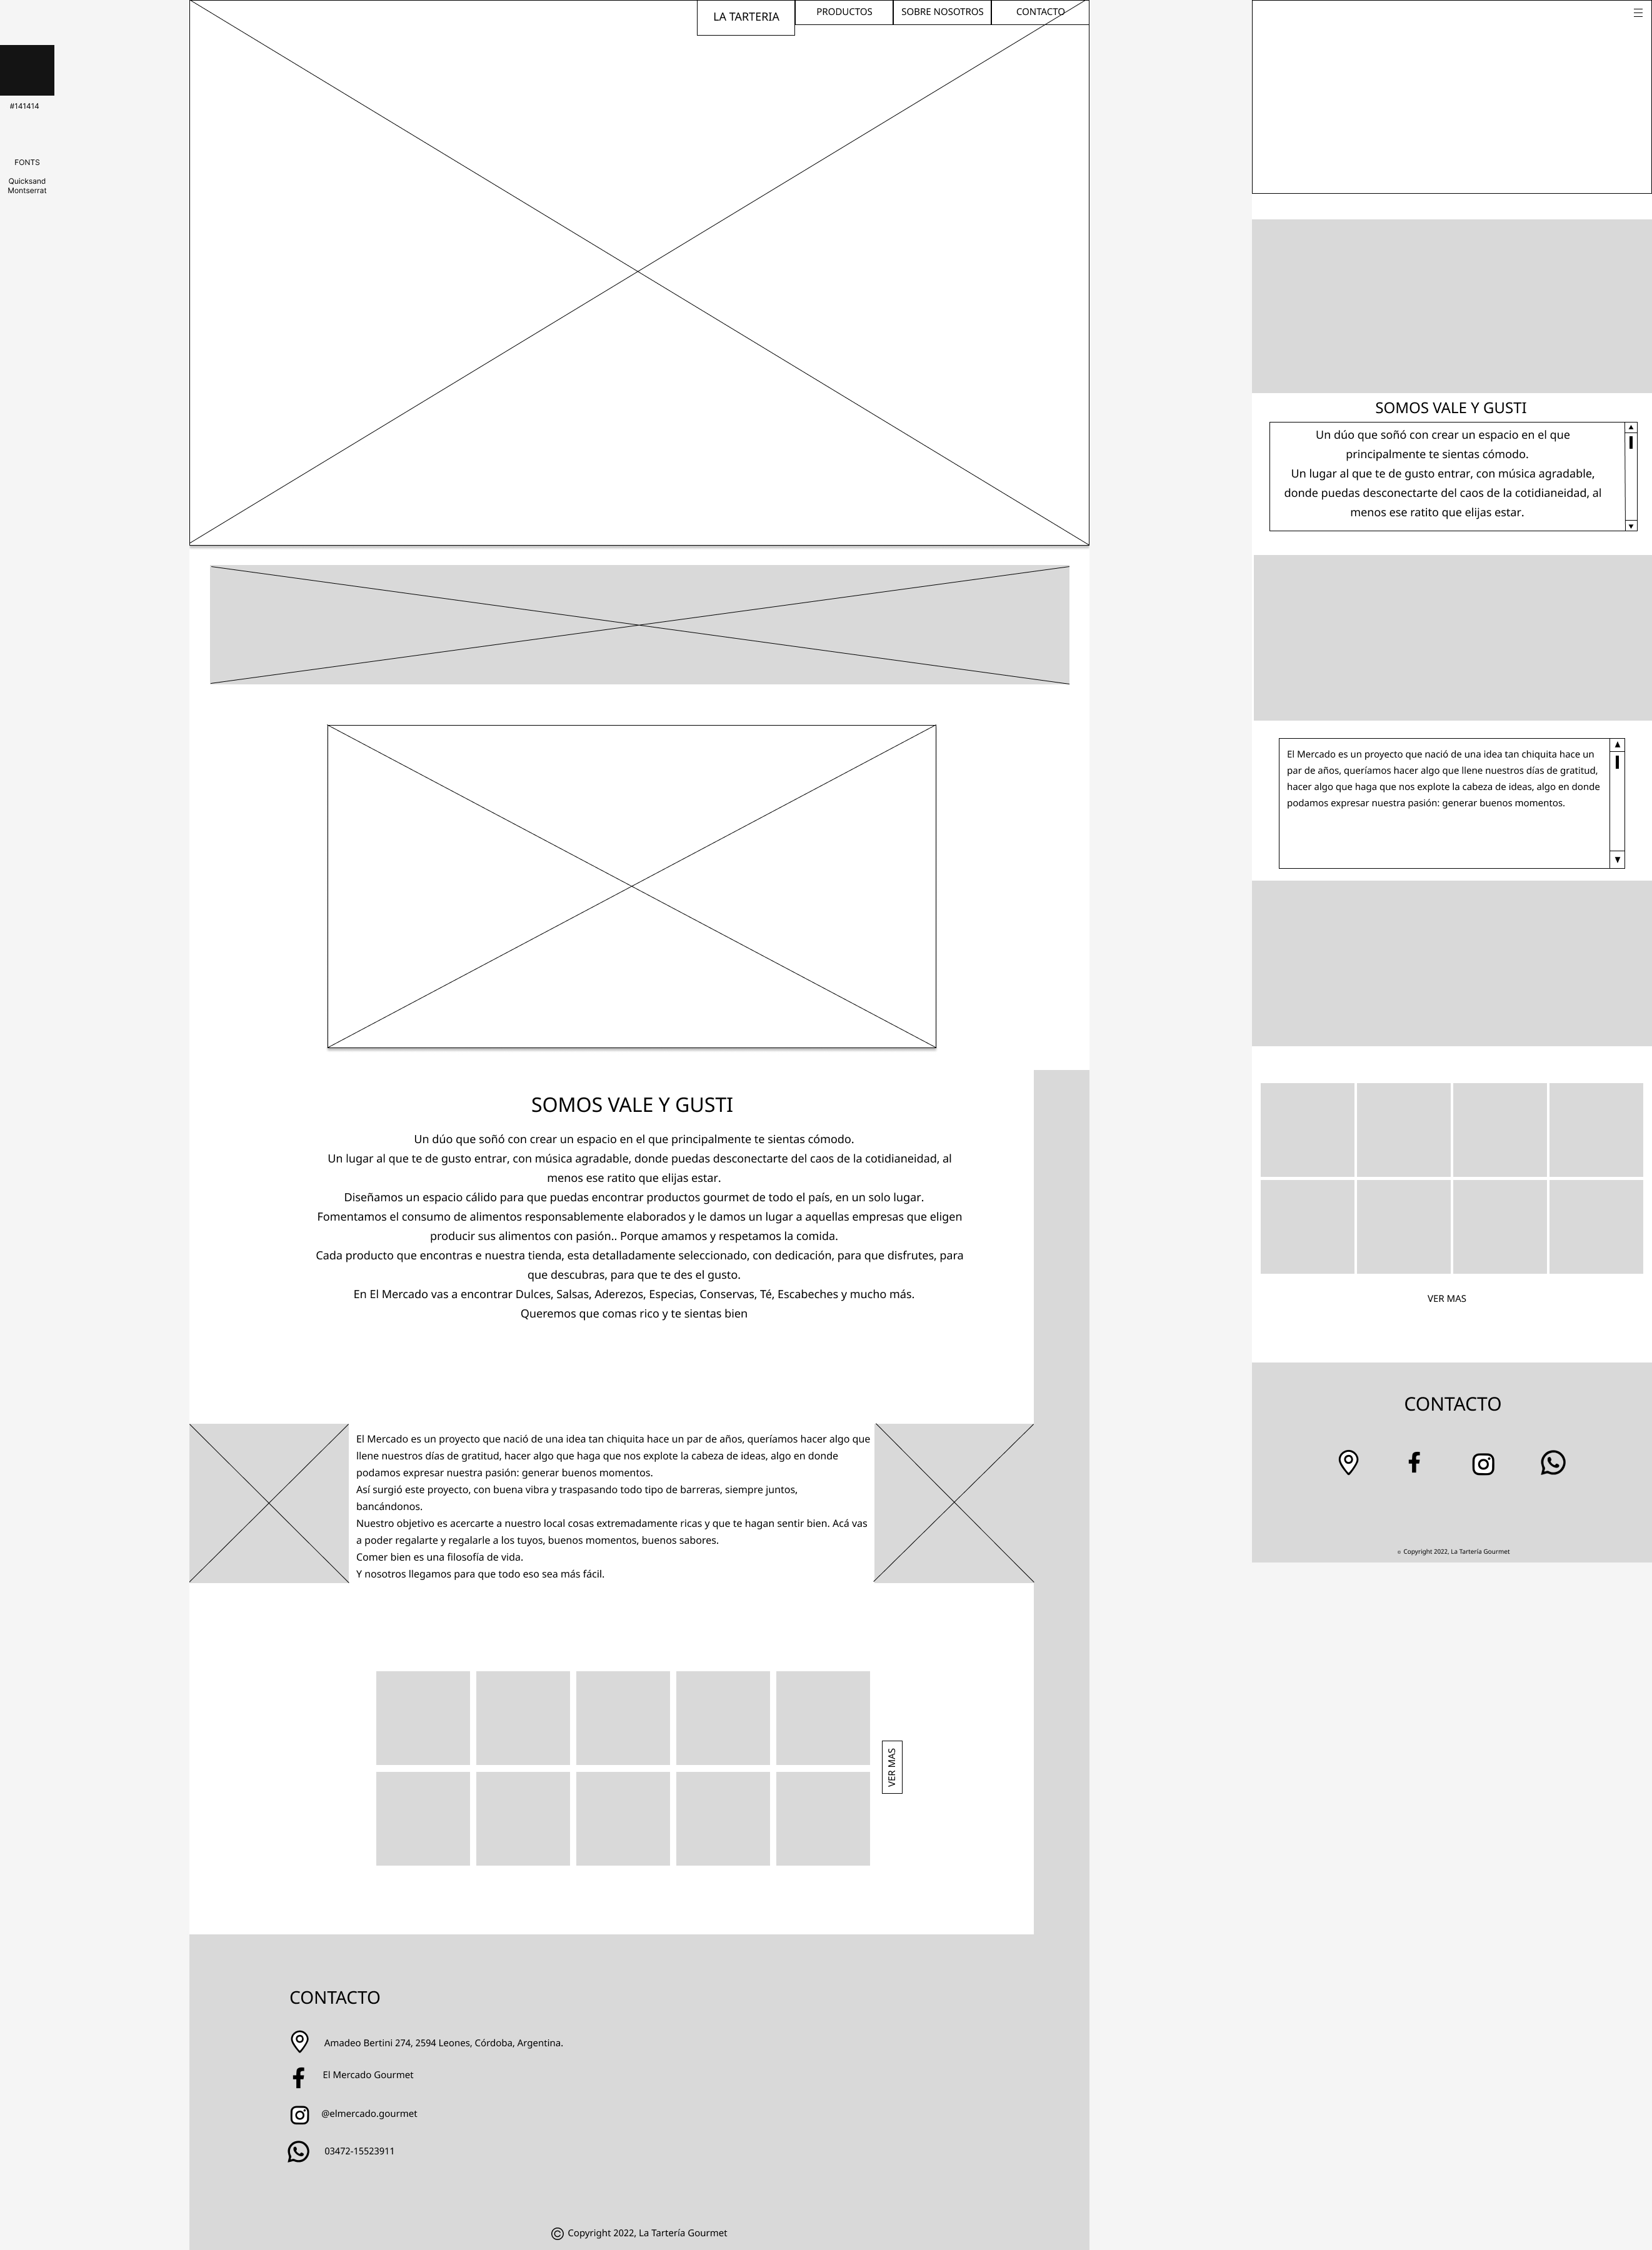 #141414
FONTS
Quicksand
Montserrat
LA TARTERIA
PRODUCTOS
SOBRE NOSOTROS
CONTACTO
SOMOS VALE Y GUSTI
Un dúo que soñó con crear un espacio en el que principalmente te sientas cómodo.
Un lugar al que te de gusto entrar, con música agradable, donde puedas desconectarte del caos de la cotidianeidad, al
menos ese ratito que elijas estar.
Diseñamos un espacio cálido para que puedas encontrar productos gourmet de todo el país, en un solo lugar.
Fomentamos el consumo de alimentos responsablemente elaborados y le damos un lugar a aquellas empresas que eligen
producir sus alimentos con pasión.. Porque amamos y respetamos la comida.
Cada producto que encontras e nuestra tienda, esta detalladamente seleccionado, con dedicación, para que disfrutes, para
que descubras, para que te des el gusto.
En El Mercado vas a encontrar Dulces, Salsas, Aderezos, Especias, Conservas, Té, Escabeches y mucho más.
Queremos que comas rico y te sientas bien
El Mercado es un proyecto que nació de una idea tan chiquita hace un par de años, queríamos hacer algo que
llene nuestros días de gratitud, hacer algo que haga que nos explote la cabeza de ideas, algo en donde
podamos expresar nuestra pasión: generar buenos momentos.
Así surgió este proyecto, con buena vibra y traspasando todo tipo de barreras, siempre juntos,
bancándonos.
Nuestro objetivo es acercarte a nuestro local cosas extremadamente ricas y que te hagan sentir bien. Acá vas
a poder regalarte y regalarle a los tuyos, buenos momentos, buenos sabores.
Comer bien es una filosofía de vida.
Y nosotros llegamos para que todo eso sea más fácil.
VER MAS
CONTACTO
Amadeo Bertini 274, 2594 Leones, Córdoba, Argentina.
El Mercado Gourmet
@elmercado.gourmet
03472-15523911
© Copyright 2022, La Tartería Gourmet
SOMOS VALE Y GUSTI
Un dúo que soñó con crear un espacio en el que
principalmente te sientas cómodo.
Un lugar al que te de gusto entrar, con música agradable,
donde puedas desconectarte del caos de la cotidianeidad, al
menos ese ratito que elijas estar.
El Mercado es un proyecto que nació de una idea tan chiquita hace un
par de años, queríamos hacer algo que llene nuestros días de gratitud,
hacer algo que haga que nos explote la cabeza de ideas, algo en donde
podamos expresar nuestra pasión: generar buenos momentos.
VER MAS
CONTACTO
© Copyright 2022, La Tartería Gourmet